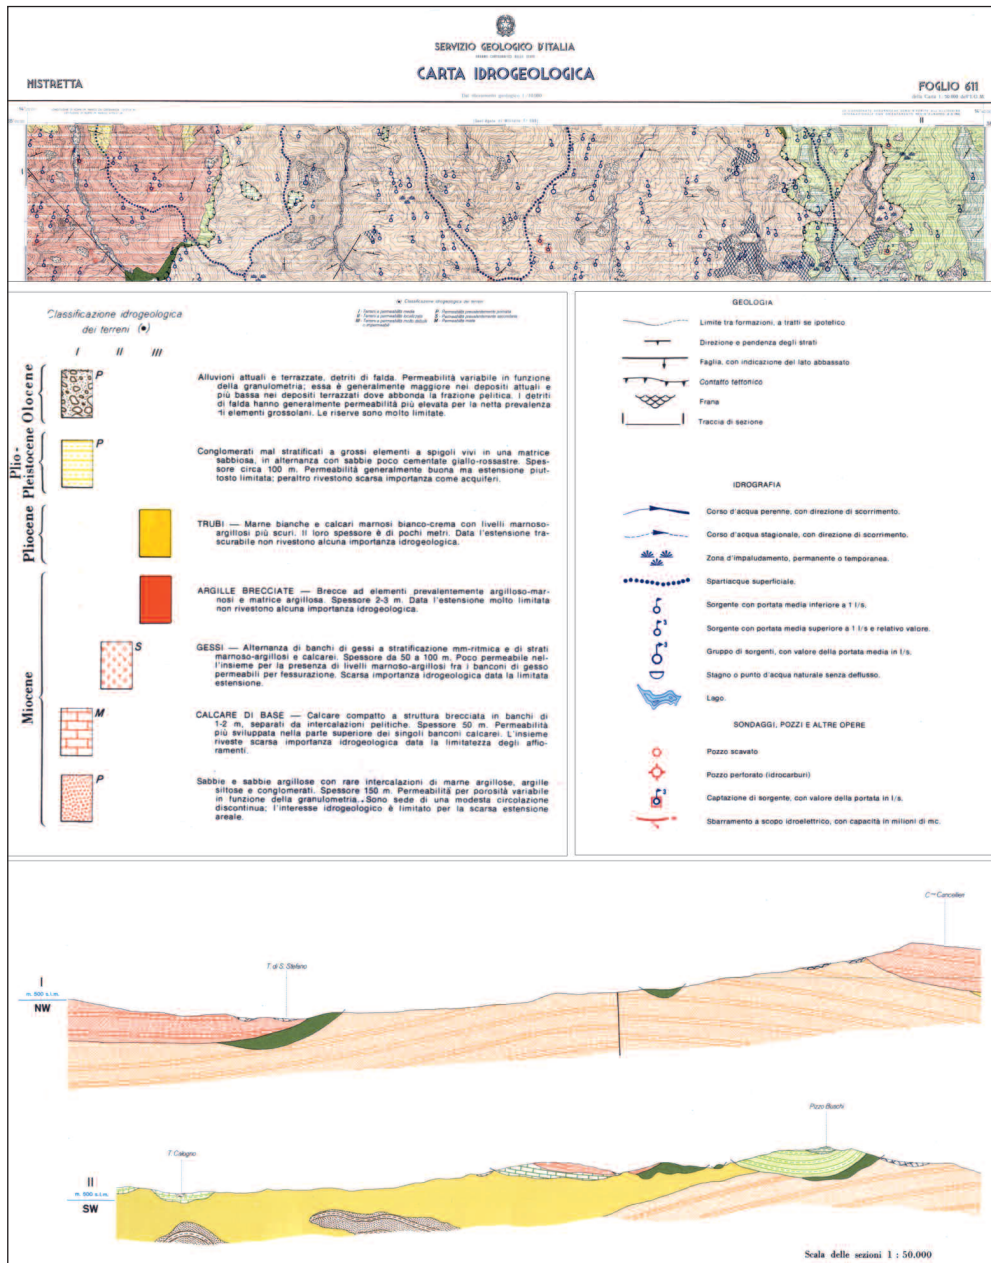 SERVIZIO GEOLOGICO D'ITALIA
CARTA IDROGEOLOGICA
MISTRETTA
FOGLIO 611
II
I
Classificazione idrogeologica
dei terreni (•)
I II III
Olocene
P
Alluvioni attuali e terrazzate, detriti di falda. Permeabilità variabile in funzione
della granulometria; essa è generalmente maggiore nei depositi attuali e
più bassa nei depositi terrazzati dove abbonda la frazione pelitica. I detriti
di falda hanno generalmente permeabilità più elevata per la netta prevalenza
elementi grossolani. Le riserve sono molto limitate.
Plio-
Pleistocene
P
Conglomerati mal stratificati a grossi elementi a spigoli vivi in una matrice
sabbiosa, in alternanza con sabbie poco cementate giallo-rossastre. Spes-
sore circa 100 m. Permeabilità generalmente buona ma estensione piut-
tosto limitata; peraltro rivestono scarsa importanza come acquiferi.
Pliocene
TRUBI — Marne bianche e calcari marnosi bianco-crema con livelli marnoso-
argillosi più scuri. Il loro spessore è di pochi metri. Data l'estensione tra-
scurabile non rivestono alcuna importanza idrogeologica.
Miocene
ARGILLE BRECCIATE — Brecce ad elementi prevalentemente argilloso-mar-
nosi e matrice argillosa. Spessore 2-3 m. Data l'estensione molto limitata
non rivestono alcuna importanza idrogeologica.
S
GESSI — Alternanza di banchi di gessi a stratificazione mm-ritmica e di strati
marnoso-argillosi e calcarei. Spessore da 50 a 100 m. Poco permeabile nel-
l'insieme per la presenza di livelli marnoso-argillosi fra i banconi di gesso
permeabili per fessurazione. Scarsa importanza idrogeologica data la limitata
estensione.
M
CALCARE DI BASE — Calcare compatto a struttura brecciata in banchi di
1-2 m, separati da intercalazioni pelitiche. Spessore 50 m. Permeabilità
più sviluppata nella parte superiore dei singoli banconi calcarei. L'insieme
riveste scarsa importanza idrogeologica data la limitatezza degli affio-
ramenti.
P
Sabbie e sabbie argillose con rare intercalazioni di marne argillose, argille
siltose e conglomerati. Spessore 150 m. Permeabilità per porosità variabile
in funzione della granulometria. Sono sede di una modesta circolazione
discontinua; l'interesse idrogeologico è limitato per la scarsa estensione
areale.
GEOLOGIA
Limite tra formazioni, a tratti se ipotetico
Direzione e pendenza degli strati
Faglia, con indicazione del lato abbassato
Contatto tettonico
Frana
Traccia di sezione
IDROGRAFIA
Corso d'acqua perenne, con direzione di scorrimento.
Corso d'acqua stagionale, con direzione di scorrimento.
Zona d'impaludamento, permanente o temporanea.
Spartiacque superficiale.
Sorgente con portata media inferiore a 1 l/s.
Sorgente con portata media superiore a 1 l/s e relativo valore.
Gruppo di sorgenti, con valore della portata media in l/s.
Stagno o punto d'acqua naturale senza deflusso.
Lago.
SONDAGGI, POZZI E ALTRE OPERE
Pozzo scavato
Pozzo perforato (idrocarburi)
Captazione di sorgente, con valore della portata in l/s.
Sbarramento a scopo idroelettrico, con capacità in milioni di mc.
I
m. 500 s.l.m.
NW
T. di S. Stefano
II
m. 500 s.l.m.
SW
Scala delle sezioni 1 : 50.000